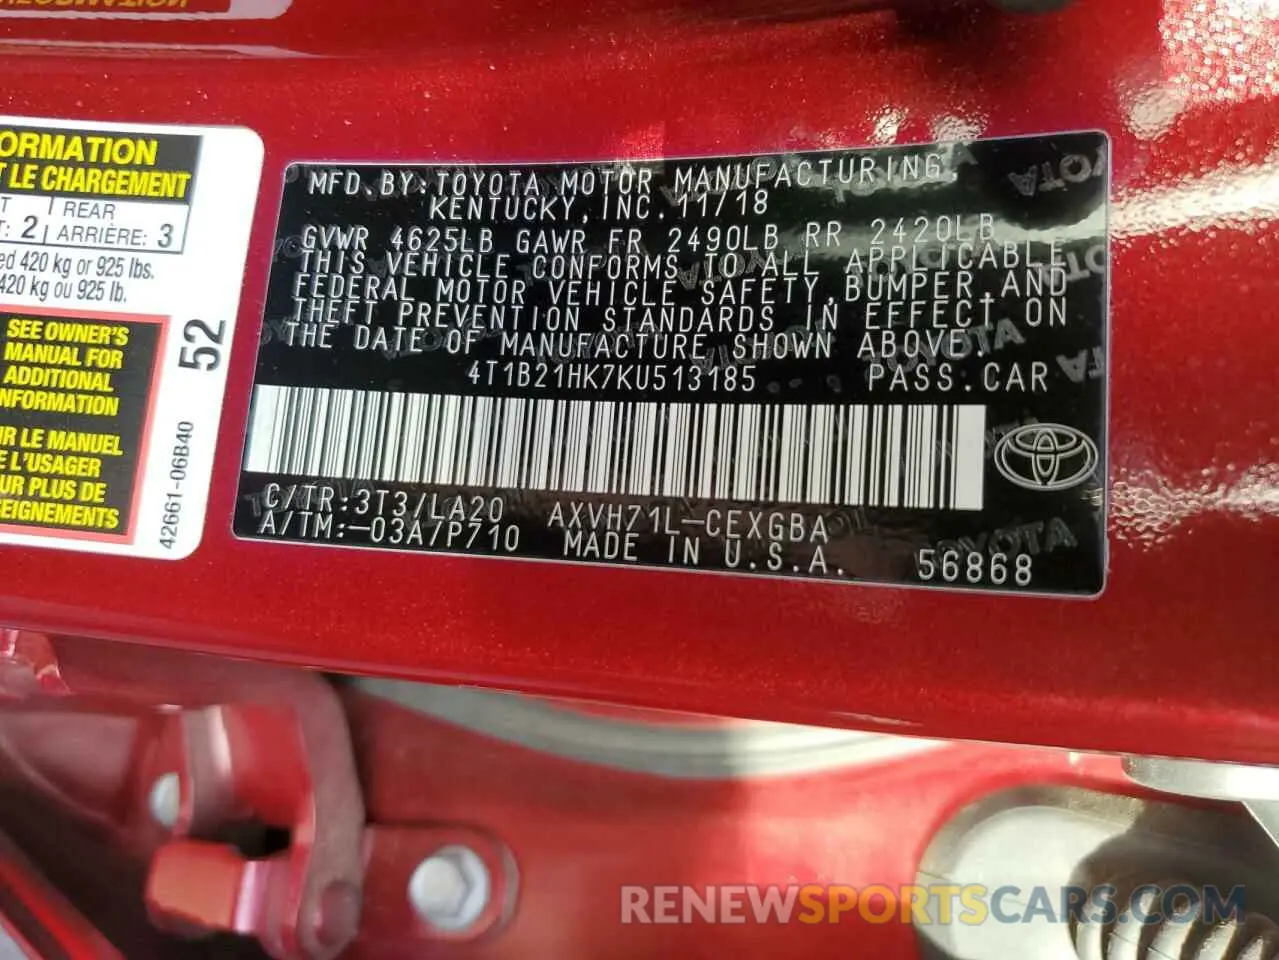 ORMATION
T LE CHARGEMENT
T REAR
T: 2 ARRIÈRE: 3
ed 420 kg or 925 lbs.
420 kg ou 925 lb.
SEE OWNER'S
MANUAL FOR
ADDITIONAL
NFORMATION
R LE MANUEL
E L'USAGER
UR PLUS DE
SEIGNEMENTS
52
42661-06B40
MFD.BY:TOYOTA MOTOR MANUFACTURING,
KENTUCKY,INC. 11/18
GVWR 4625LB GAWR FR 2490LB RR 2420LB
THIS VEHICLE CONFORMS TO ALL APPLICABLE
FEDERAL MOTOR VEHICLE SAFETY,BUMPER,AND
THEFT PREVENTION STANDARDS IN EFFECT ON
THE DATE OF MANUFACTURE SHOWN ABOVE.
4T1B21HK7KU513185 PASS.CAR
C/TR:3T3/LA20 AXVH71L-CEXGBA
A/TM:-03A/P710 MADE IN U.S.A. 56868
RENEWSPORTSCARS.COM